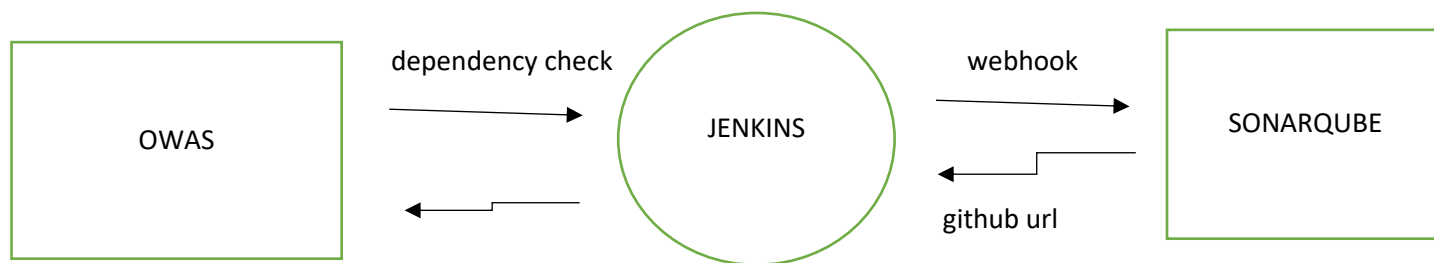 dependency check
webhook
OWAS
JENKINS
SONARQUBE
github url